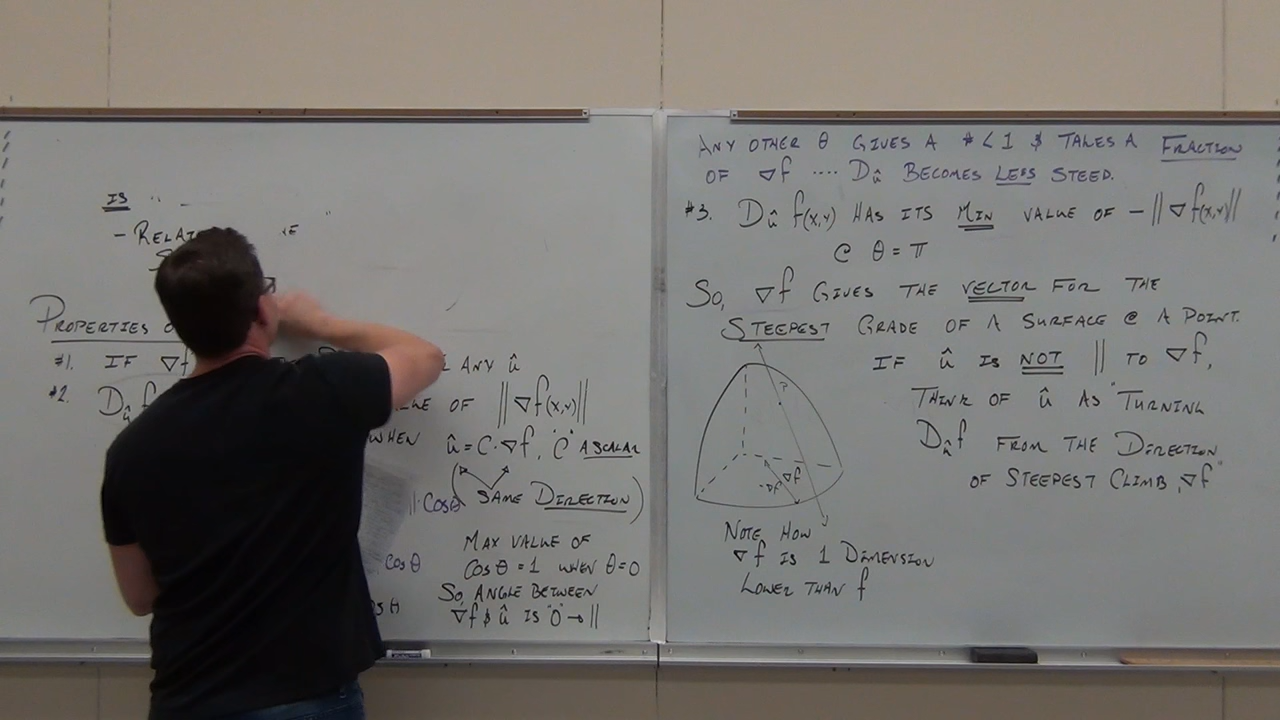 IS "
- RELAT
PROPERTIES O
#1. IF ∇f ANY û
#2. Dû f OF ||∇f(x,y)||
WHEN û = C·∇f, "C" A SCALAR
|| COSθ ( SAME DIRECTION )
MAX VALUE OF
COSθ COSθ = 1 WHEN θ = 0
SO, ANGLE BETWEEN
∇f & û IS "0" → ||
ANY OTHER θ GIVES A # < 1 & TAKES A FRACTION
OF ∇f .... Dû BECOMES LESS STEED.
#3. Dû f(x,y) HAS ITS MIN VALUE OF - ||∇f(x,y)||
@ θ = π
SO, ∇f GIVES THE VECTOR FOR THE
STEEPEST GRADE OF A SURFACE @ A POINT.
IF û IS NOT || TO ∇f,
THINK OF û AS "TURNING
Dû f FROM THE DIRECTION
OF STEEPEST CLIMB, ∇f"
?
-∇f ∇f
NOTE HOW
∇f IS 1 DIMENSION
LOWER THAN f